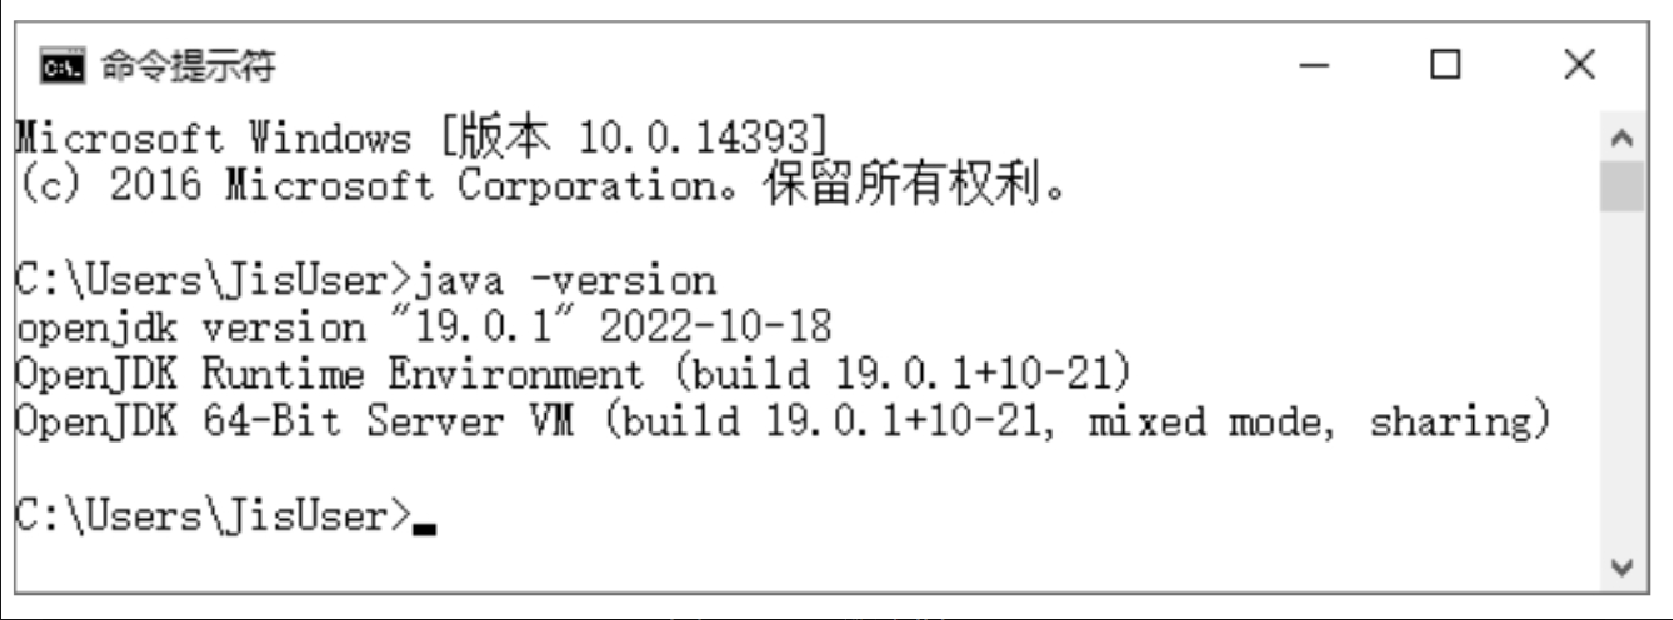 命令提示符
Microsoft Windows [版本 10.0.14393]
(c) 2016 Microsoft Corporation。保留所有权利。
C:\Users\JisUser>java -version
openjdk version "19.0.1" 2022-10-18
OpenJDK Runtime Environment (build 19.0.1+10-21)
OpenJDK 64-Bit Server VM (build 19.0.1+10-21, mixed mode, sharing)
C:\Users\JisUser>